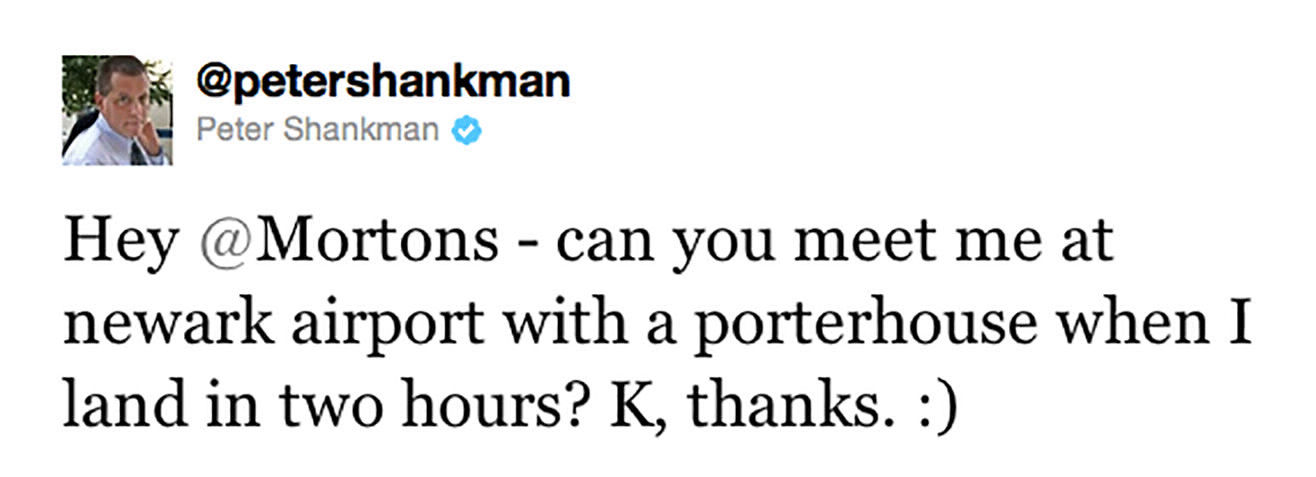 @petershankman
Peter Shankman
Hey @Mortons - can you meet me at
newark airport with a porterhouse when I
land in two hours? K, thanks. :)